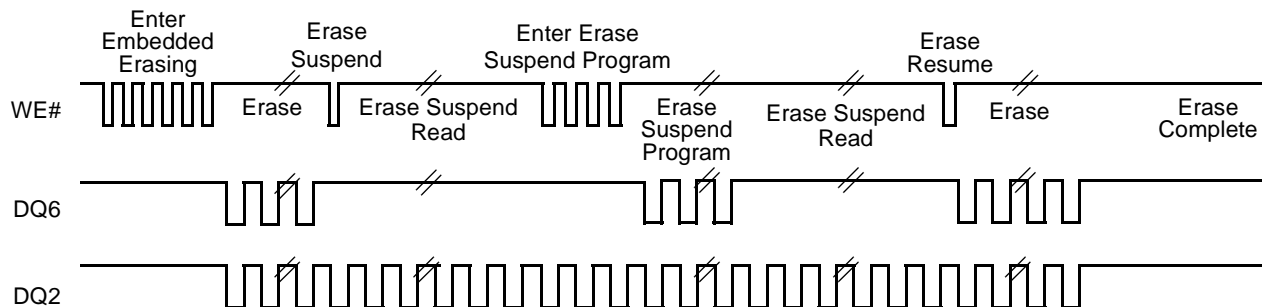 Enter
Embedded
Erasing
Erase
Suspend
Enter Erase
Suspend Program
Erase
Resume
WE#
Erase
Erase Suspend
Read
Erase
Suspend
Program
Erase Suspend
Read
Erase
Erase
Complete
DQ6
DQ2